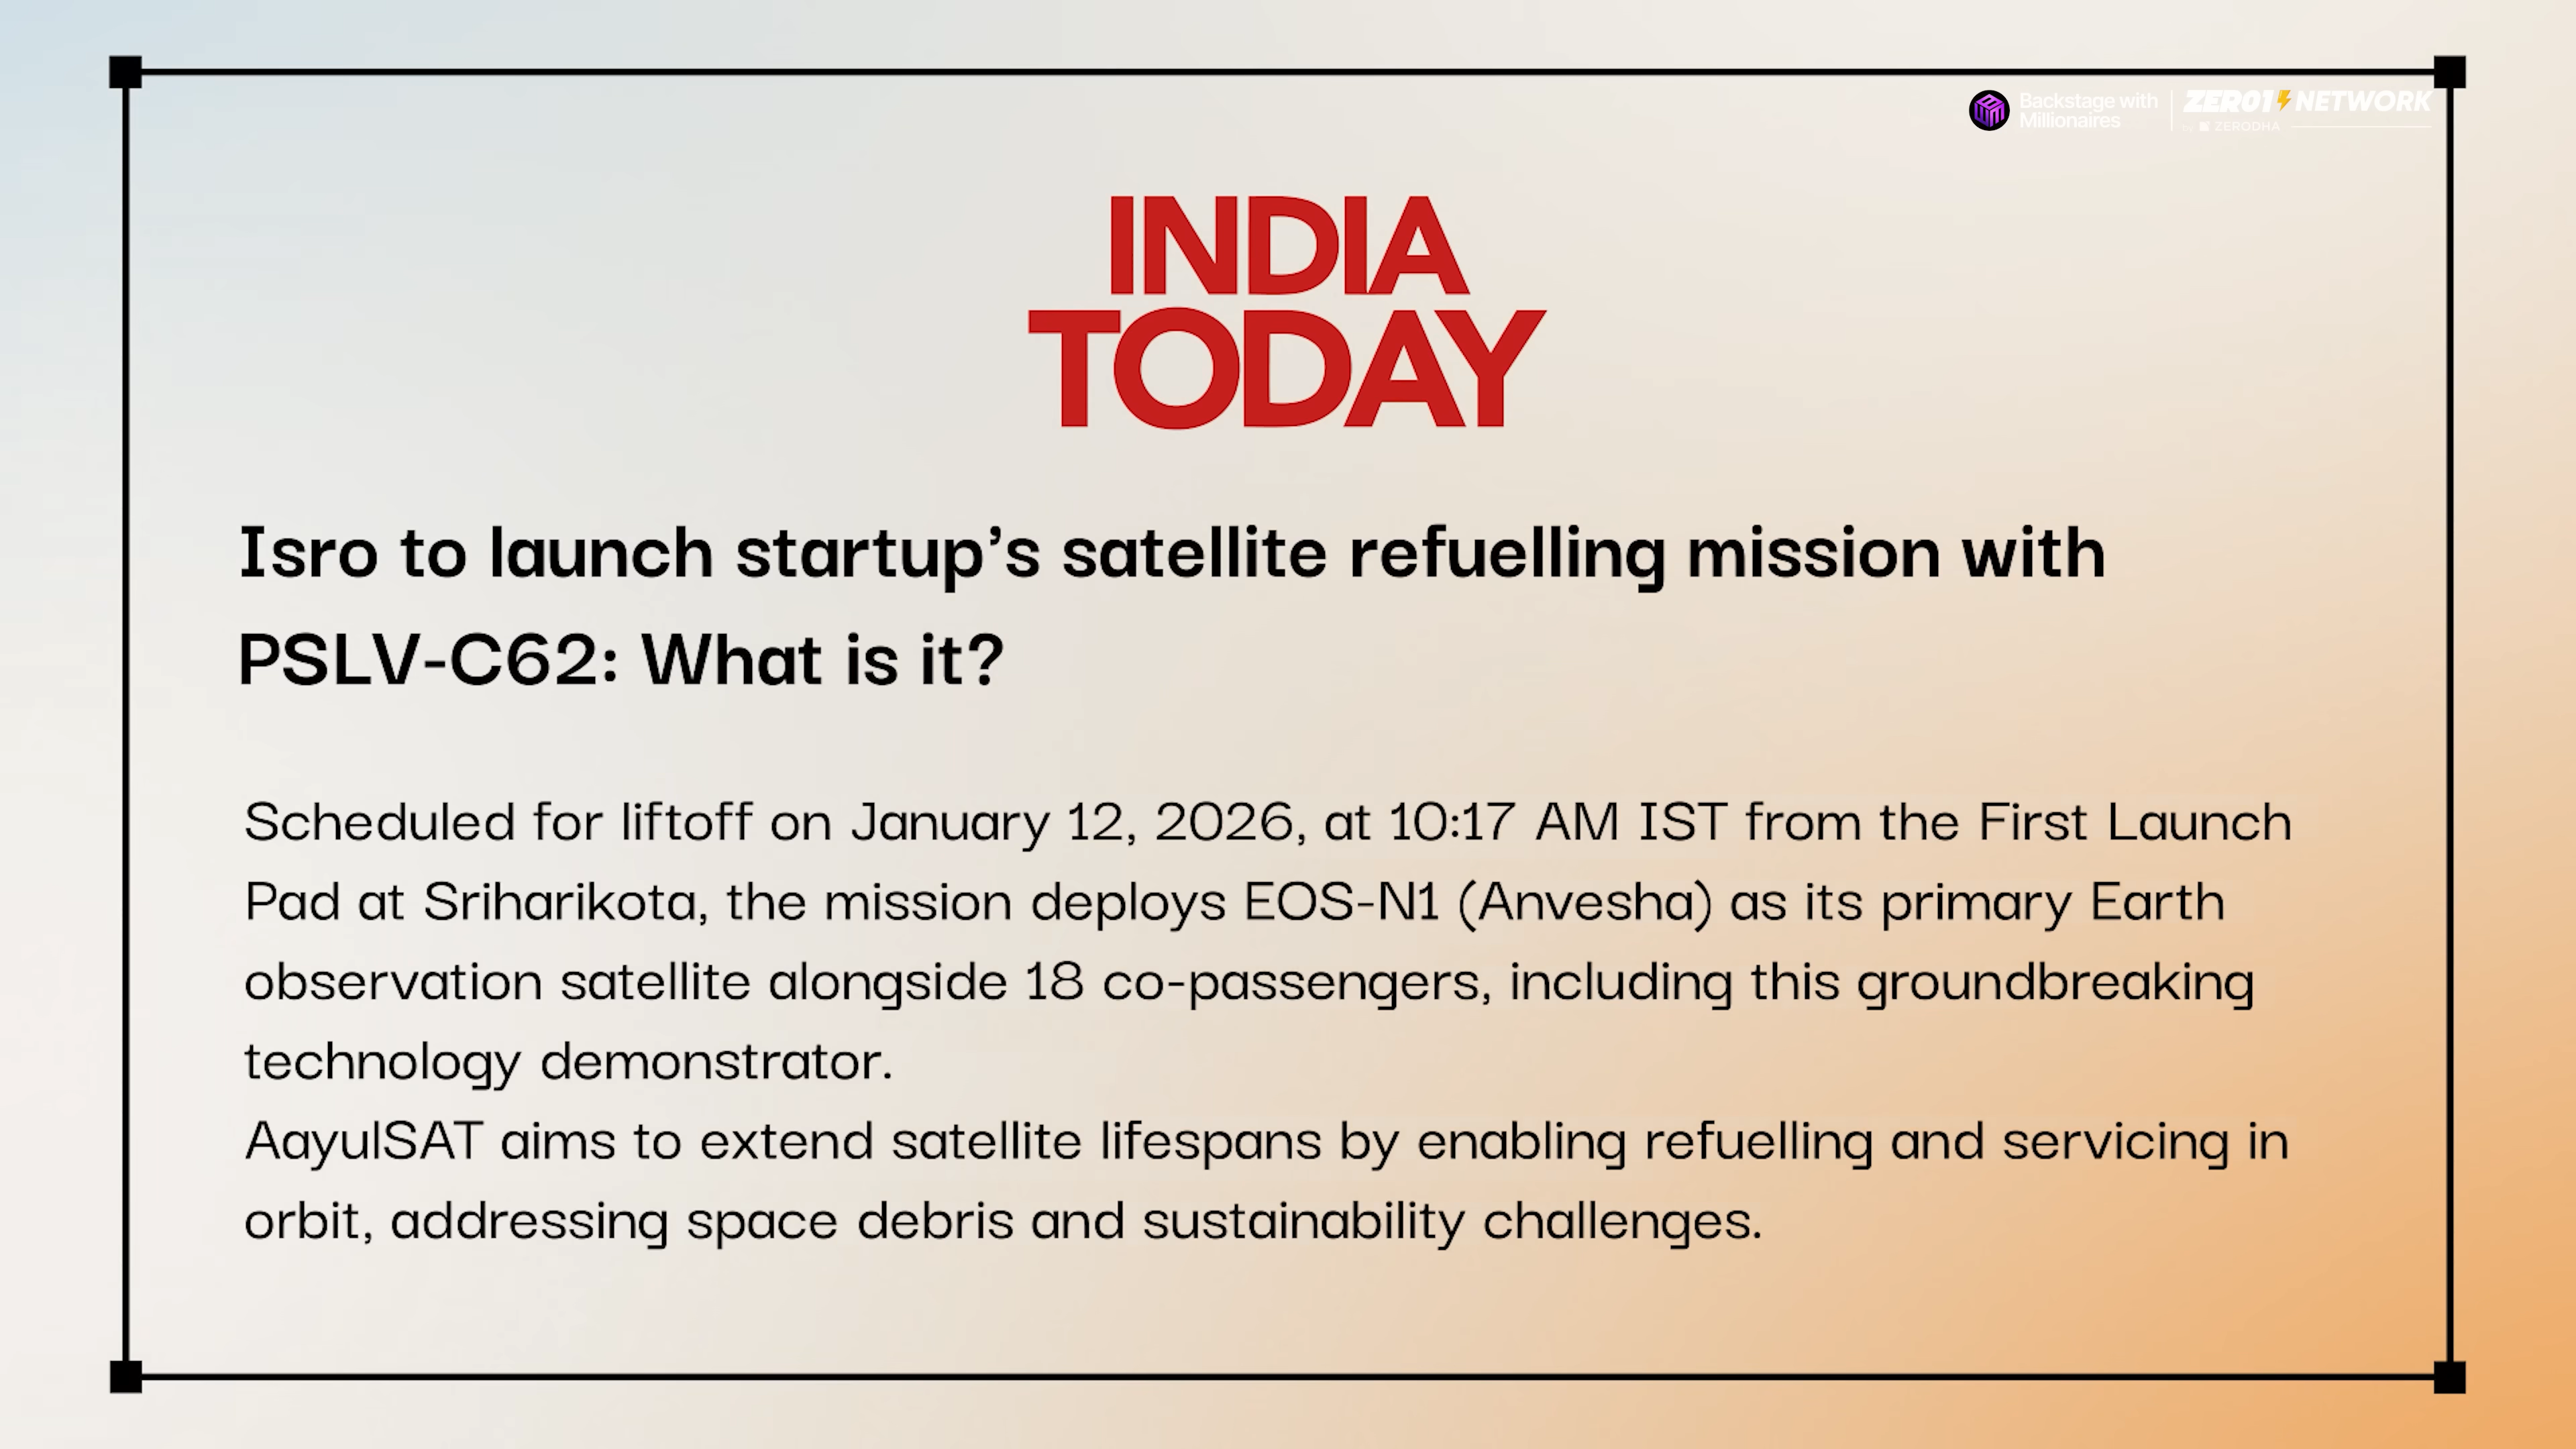 Backstage with
Millionaires
ZERO1 NETWORK
by ZERODHA
INDIA
TODAY
Isro to launch startup’s satellite refuelling mission with
PSLV-C62: What is it?
Scheduled for liftoff on January 12, 2026, at 10:17 AM IST from the First Launch
Pad at Sriharikota, the mission deploys EOS-N1 (Anvesha) as its primary Earth
observation satellite alongside 18 co-passengers, including this groundbreaking
technology demonstrator.
AayulSAT aims to extend satellite lifespans by enabling refuelling and servicing in
orbit, addressing space debris and sustainability challenges.